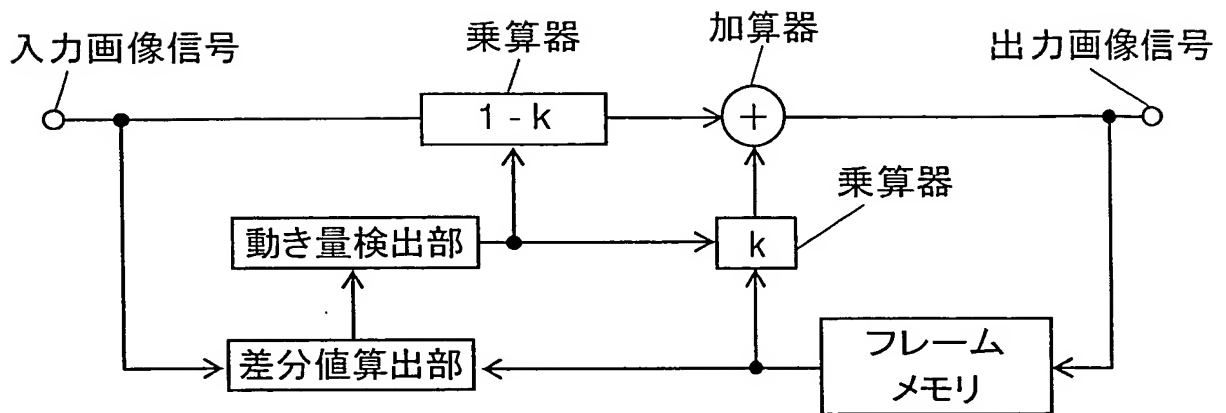 入力画像信号
乗算器
加算器
出力画像信号
1 - k
+
乗算器
動き量検出部
k
差分値算出部
フレーム
メモリ